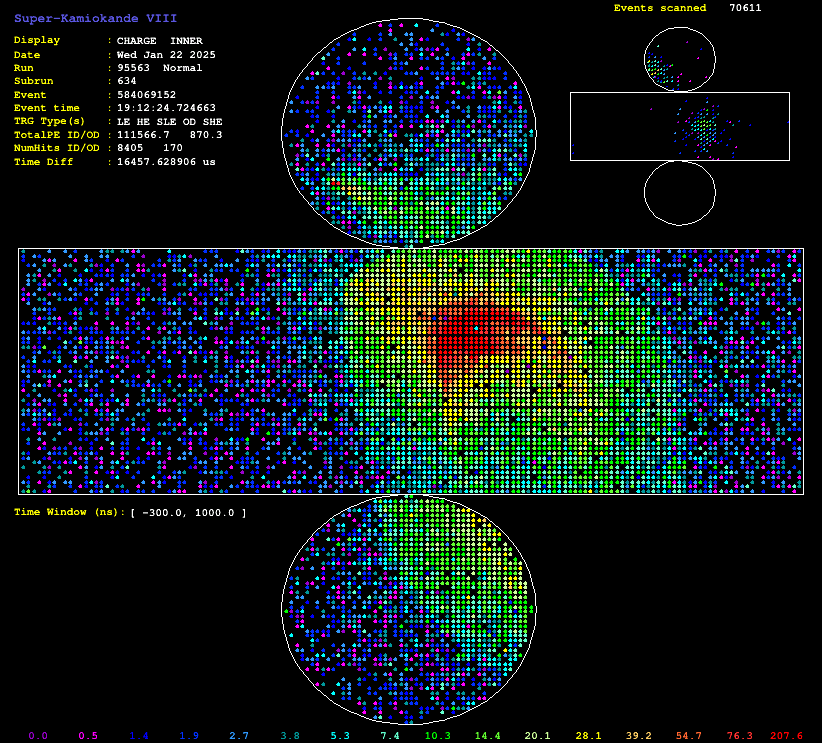 Super-Kamiokande VIII
Events scanned 70611
Display : CHARGE INNER
Date : Wed Jan 22 2025
Run : 95563 Normal
Subrun : 634
Event : 584069152
Event time : 19:12:24.724663
TRG Type(s) : LE HE SLE OD SHE
TotalPE ID/OD : 111566.7 870.3
NumHits ID/OD : 8405 170
Time Diff : 16457.628906 us
Time Window (ns): [ -300.0, 1000.0 ]
0.0 0.5 1.4 1.9 2.7 3.8 5.3 7.4 10.3 14.4 20.1 28.1 39.2 54.7 76.3 207.6